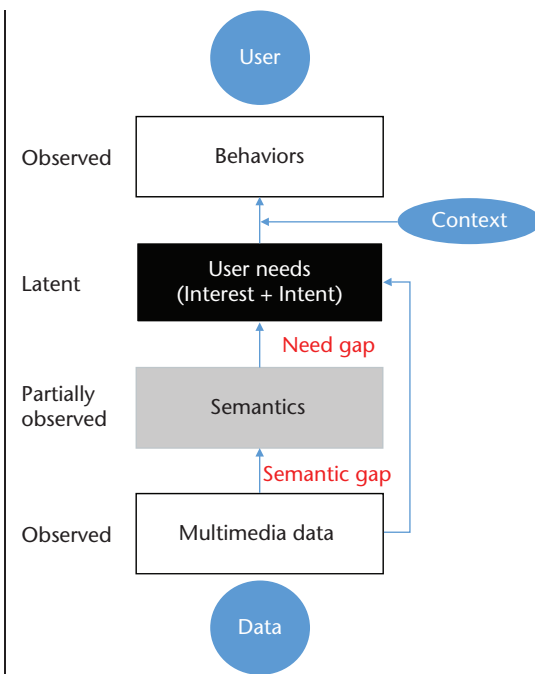 User
Observed
Behaviors
Context
Latent
User needs
(Interest + Intent)
Need gap
Partially
observed
Semantics
Semantic gap
Observed
Multimedia data
Data